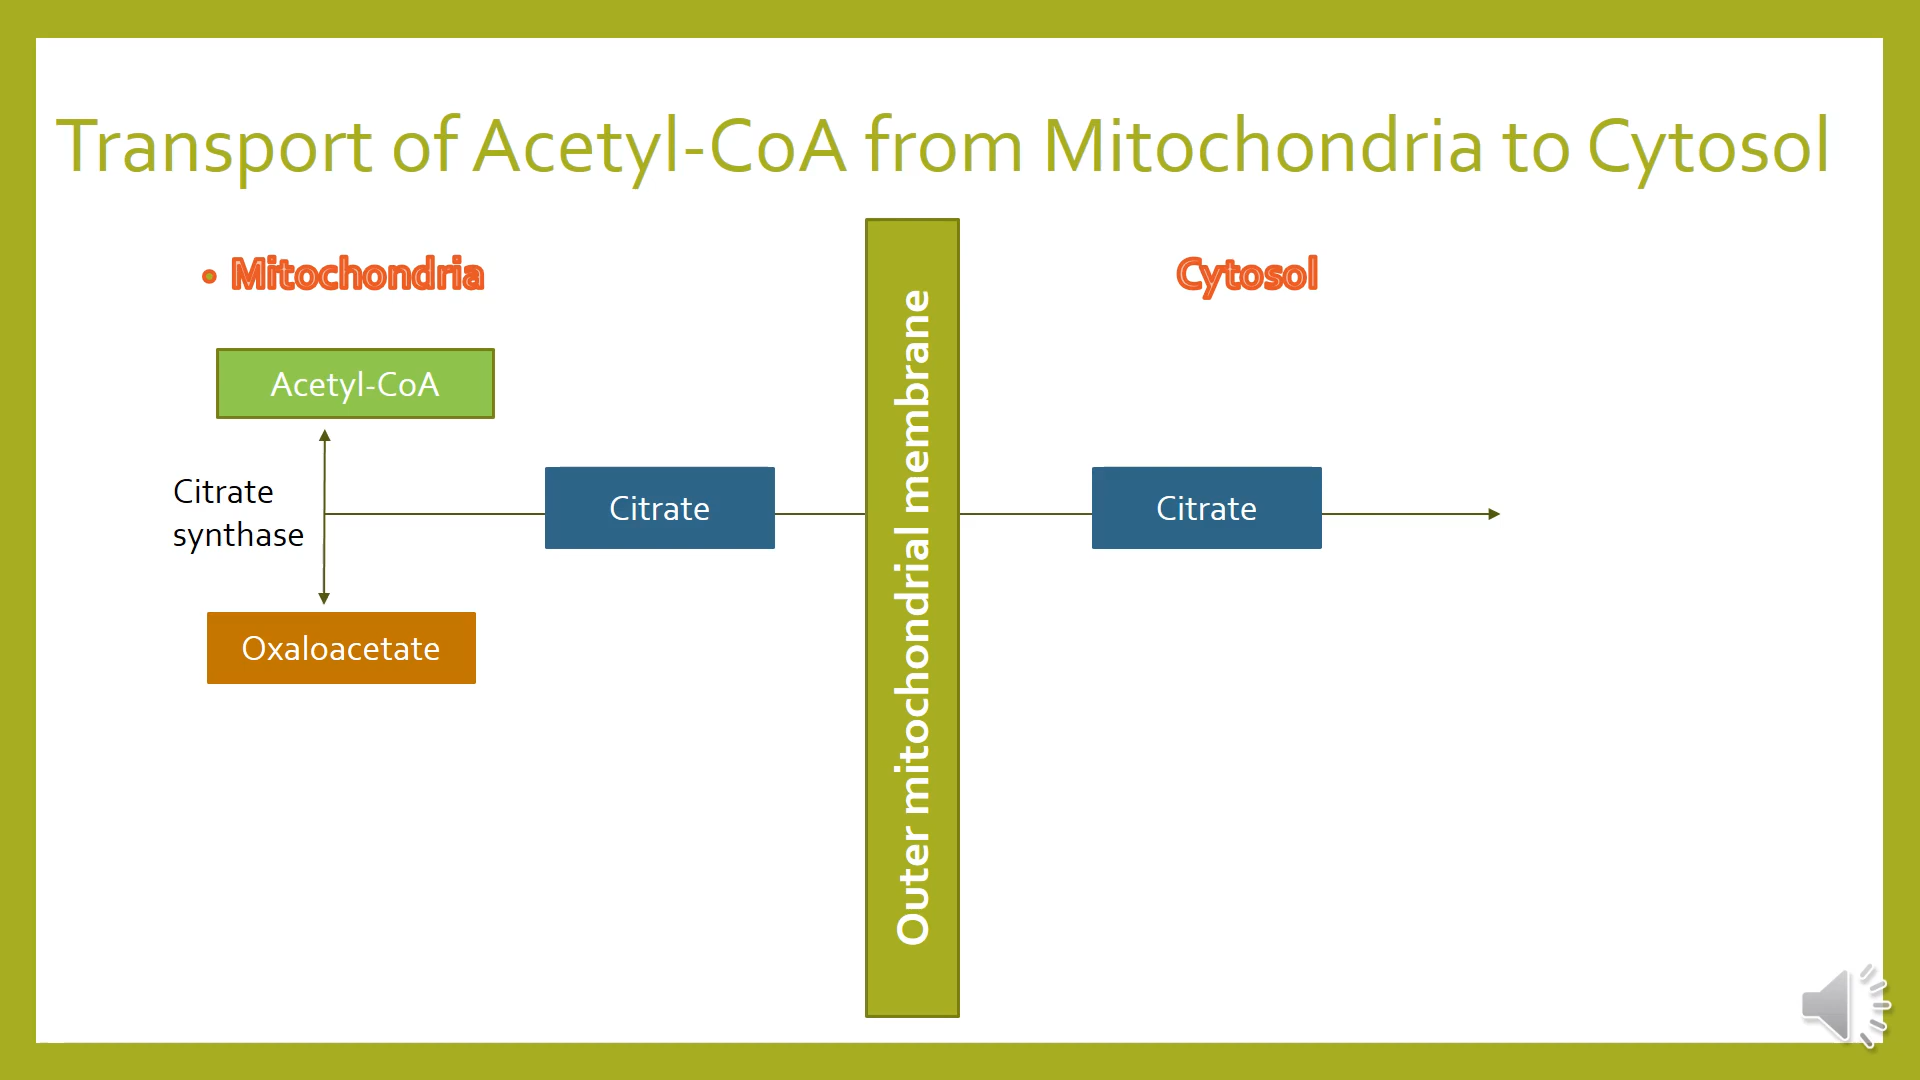 Transport of Acetyl-CoA from Mitochondria to Cytosol
• Mitochondria
Cytosol
Acetyl-CoA
Citrate
synthase
Citrate
Outer mitochondrial membrane
Citrate
Oxaloacetate